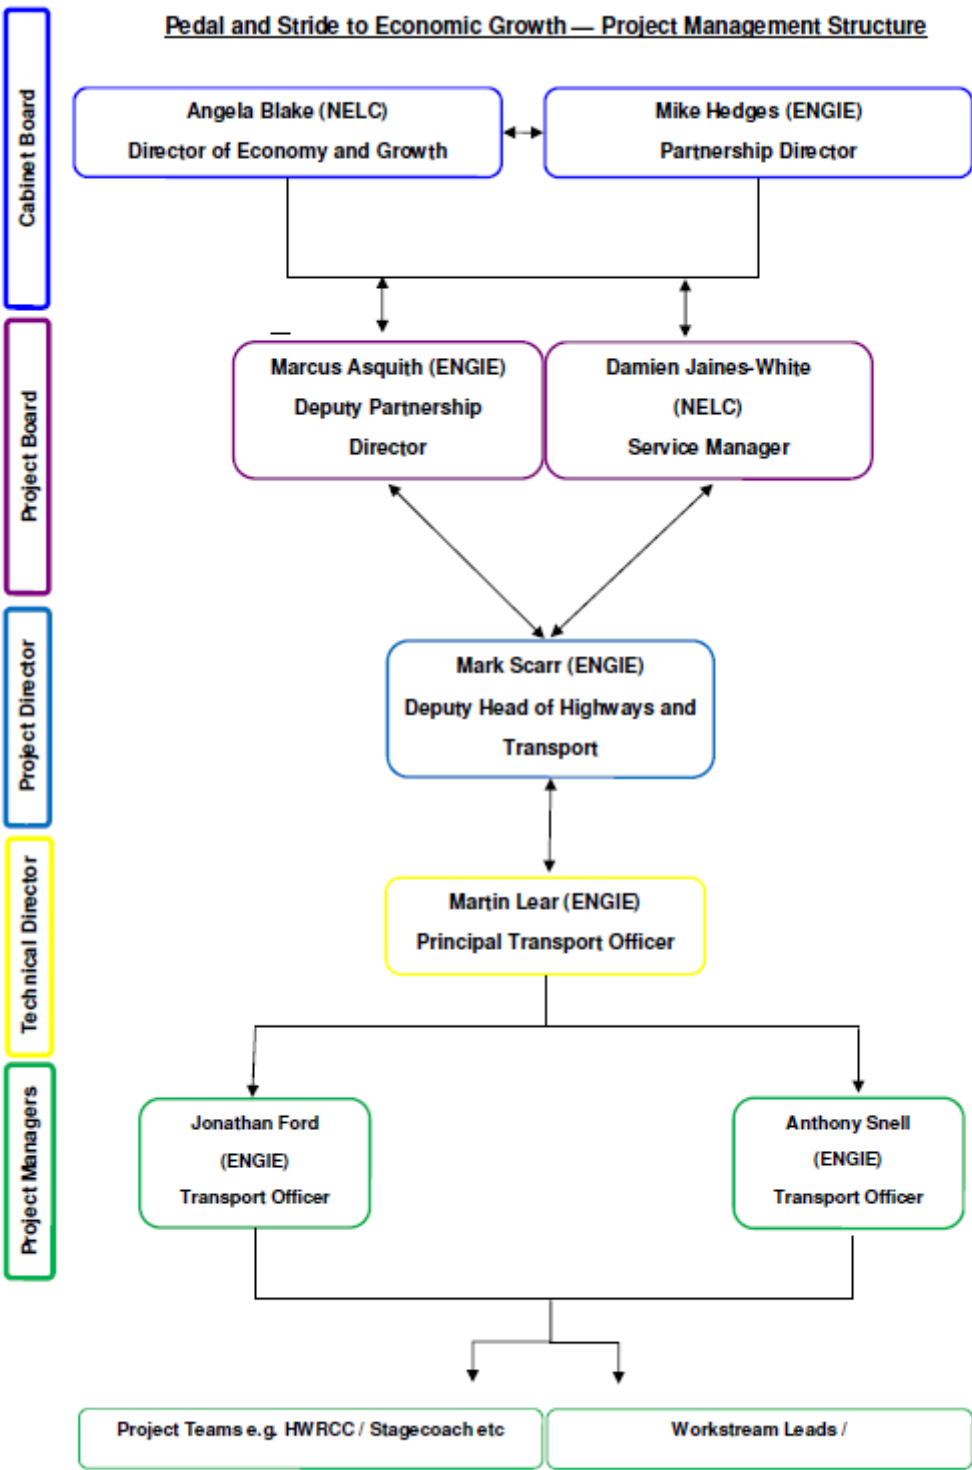 Pedal and Stride to Economic Growth — Project Management Structure
Cabinet Board
Angela Blake (NELC)
Director of Economy and Growth
Mike Hedges (ENGIE)
Partnership Director
Project Board
Marcus Asquith (ENGIE)
Deputy Partnership
Director
Damien Jaines-White
(NELC)
Service Manager
Project Director
Mark Scarr (ENGIE)
Deputy Head of Highways and
Transport
Technical Director
Martin Lear (ENGIE)
Principal Transport Officer
Project Managers
Jonathan Ford
(ENGIE)
Transport Officer
Anthony Snell
(ENGIE)
Transport Officer
Project Teams e.g. HWRCC / Stagecoach etc
Workstream Leads /